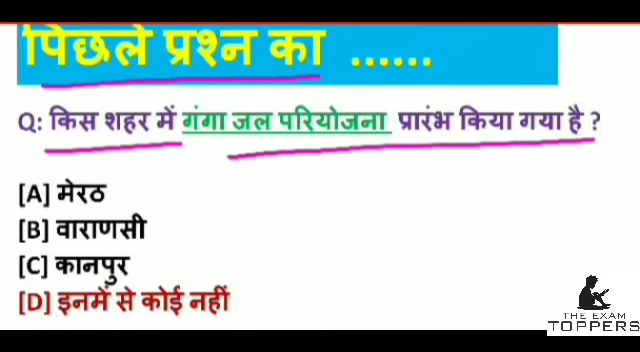 पिछले प्रश्न का ......
Q: किस शहर में गंगा जल परियोजना प्रारंभ किया गया है ?
[A] मेरठ
[B] वाराणसी
[C] कानपुर
[D] इनमें से कोई नहीं
THE EXAM
TOPPERS